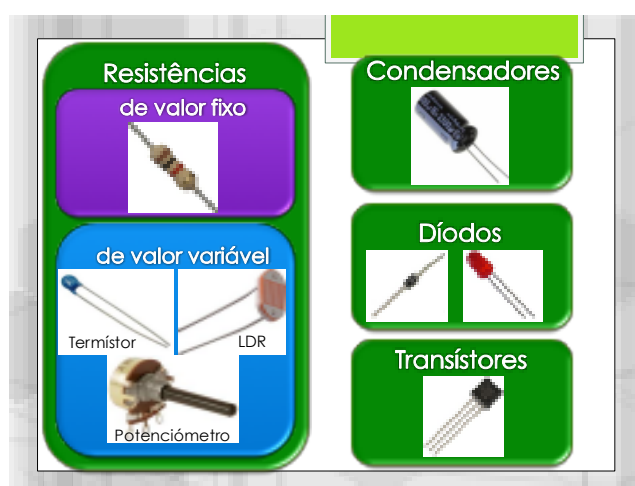 Resistências
de valor fixo
de valor variável
Termístor
LDR
Potenciómetro
Condensadores
Díodos
Transístores